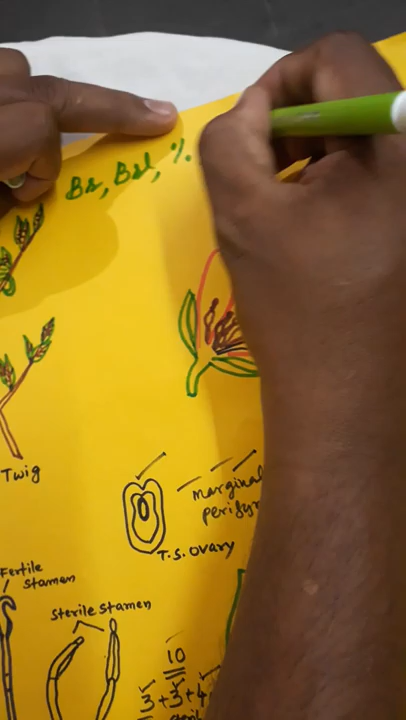 Br, Brl, %.
Twig
marginal
perigyn
T.S. ovary
Fertile
stamen
Sterile stamen
10
3+3+4